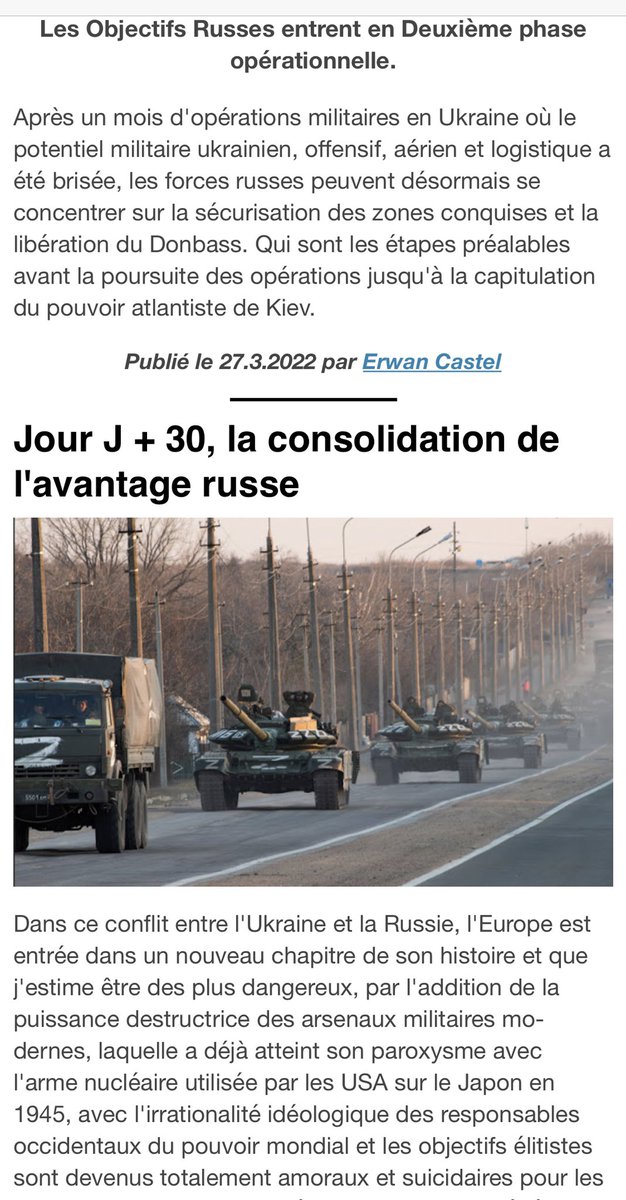 Les Objectifs Russes entrent en Deuxième phase
opérationnelle.
Après un mois d'opérations militaires en Ukraine où le
potentiel militaire ukrainien, offensif, aérien et logistique a
été brisée, les forces russes peuvent désormais se
concentrer sur la sécurisation des zones conquises et la
libération du Donbass. Qui sont les étapes préalables
avant la poursuite des opérations jusqu'à la capitulation
du pouvoir atlantiste de Kiev.
Publié le 27.3.2022 par Erwan Castel
Jour J + 30, la consolidation de
l'avantage russe
Z
Z
Z
Dans ce conflit entre l'Ukraine et la Russie, l'Europe est
entrée dans un nouveau chapitre de son histoire et que
j'estime être des plus dangereux, par l'addition de la
puissance destructrice des arsenaux militaires mo-
dernes, laquelle a déjà atteint son paroxysme avec
l'arme nucléaire utilisée par les USA sur le Japon en
1945, avec l'irrationalité idéologique des responsables
occidentaux du pouvoir mondial et les objectifs élitistes
sont devenus totalement amoraux et suicidaires pour les